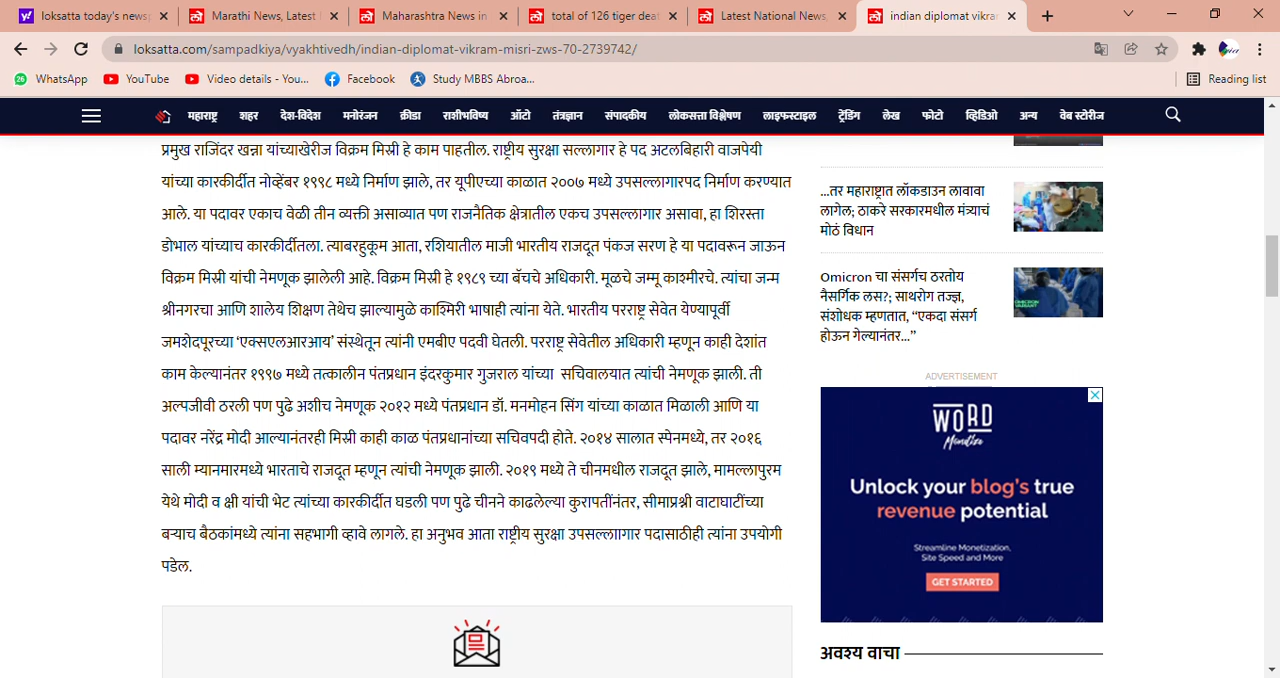 loksatta today's newsp
Marathi News, Latest
Maharashtra News in
total of 126 tiger deat
Latest National News,
indian diplomat vikram
loksatta.com/sampadkiya/vyakhtivedh/indian-diplomat-vikram-misri-zws-70-2739742/
26 WhatsApp
YouTube
Video details - You...
Facebook
Study MBBS Abroa...
Reading list
महाराष्ट्र शहर देश-विदेश मनोरंजन क्रीडा राशीभविष्य ऑटो तंत्रज्ञान संपादकीय लोकसत्ता विश्लेषण लाइफस्टाइल ट्रेंडिंग लेख फोटो व्हिडिओ अन्य वेब स्टोरीज
प्रमुख राजिंदर खन्ना यांच्याखेरीज विक्रम मिस्री हे काम पाहतील. राष्ट्रीय सुरक्षा सल्लागार हे पद अटलबिहारी वाजपेयी
यांच्या कारकीर्दीत नोव्हेंबर १९९८ मध्ये निर्माण झाले, तर यूपीएच्या काळात २००७ मध्ये उपसल्लागारपद निर्माण करण्यात
आले. या पदावर एकाच वेळी तीन व्यक्ती असाव्यात पण राजनैतिक क्षेत्रातील एकच उपसल्लागार असावा, हा शिरस्ता
डोभाल यांच्याच कारकीर्दीतला. त्याबरहुकूम आता, रशियातील माजी भारतीय राजदूत पंकज सरण हे या पदावरून जाऊन
विक्रम मिस्री यांची नेमणूक झालेली आहे. विक्रम मिस्री हे १९८९ च्या बॅचचे अधिकारी. मूळचे जम्मू काश्मीरचे. त्यांचा जन्म
श्रीनगरचा आणि शालेय शिक्षण तेथेच झाल्यामुळे काश्मिरी भाषाही त्यांना येते. भारतीय परराष्ट्र सेवेत येण्यापूर्वी
जमशेदपूरच्या ‘एक्सएलआरआय’ संस्थेतून त्यांनी एमबीए पदवी घेतली. परराष्ट्र सेवेतील अधिकारी म्हणून काही देशांत
काम केल्यानंतर १९९७ मध्ये तत्कालीन पंतप्रधान इंदरकुमार गुजराल यांच्या सचिवालयात त्यांची नेमणूक झाली. ती
अल्पजीवी ठरली पण पुढे अशीच नेमणूक २०१२ मध्ये पंतप्रधान डॉ. मनमोहन सिंग यांच्या काळात मिळाली आणि या
पदावर नरेंद्र मोदी आल्यानंतरही मिस्री काही काळ पंतप्रधानांच्या सचिवपदी होते. २०१४ सालात स्पेनमध्ये, तर २०१६
साली म्यानमारमध्ये भारताचे राजदूत म्हणून त्यांची नेमणूक झाली. २०१९ मध्ये ते चीनमधील राजदूत झाले, मामल्लापुरम
येथे मोदी व क्षी यांची भेट त्यांच्या कारकीर्दीत घडली पण पुढे चीनने काढलेल्या कुरापतींनंतर, सीमाप्रश्नी वाटाघाटींच्या
बऱ्याच बैठकांमध्ये त्यांना सहभागी व्हावे लागले. हा अनुभव आता राष्ट्रीय सुरक्षा उपसल्लाागार पदासाठीही त्यांना उपयोगी
पडेल.
...तर महाराष्ट्रात लॉकडाउन लावावा
लागेल; ठाकरे सरकारमधील मंत्र्याचं
मोठं विधान
Omicron चा संसर्गच ठरतोय
नैसर्गिक लस?; साथरोग तज्ज्ञ,
संशोधक म्हणतात, “एकदा संसर्ग
होऊन गेल्यानंतर...”
ADVERTISEMENT
WORD
Monetize
Unlock your blog's true
revenue potential
Streamline Monetization,
Site Speed and More
GET STARTED
अवश्य वाचा